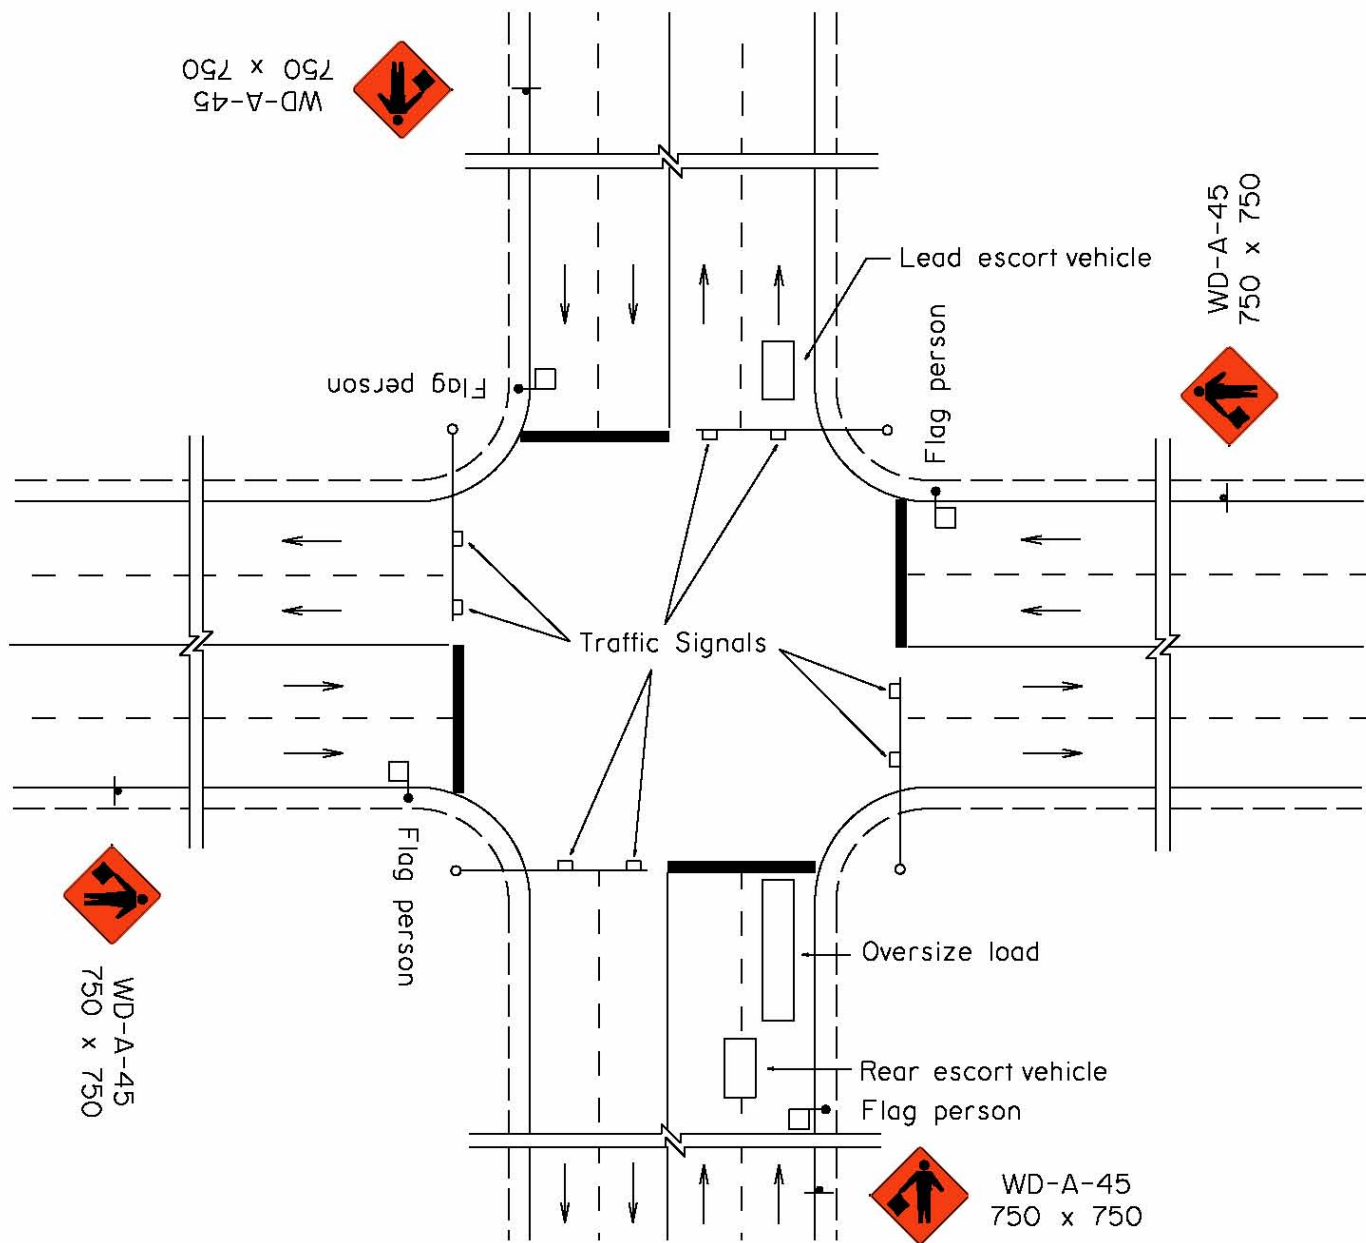 WD-A-45
750 x 750
WD-A-45
750 x 750
Lead escort vehicle
Flag person
Flag person
Traffic Signals
Flag person
Oversize load
WD-A-45
750 x 750
Rear escort vehicle
Flag person
WD-A-45
750 x 750